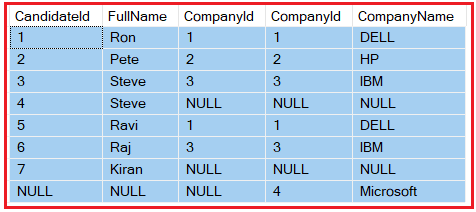 CandidateId FullName CompanyId CompanyId CompanyName
1 Ron 1 1 DELL
2 Pete 2 2 HP
3 Steve 3 3 IBM
4 Steve NULL NULL NULL
5 Ravi 1 1 DELL
6 Raj 3 3 IBM
7 Kiran NULL NULL NULL
NULL NULL NULL 4 Microsoft